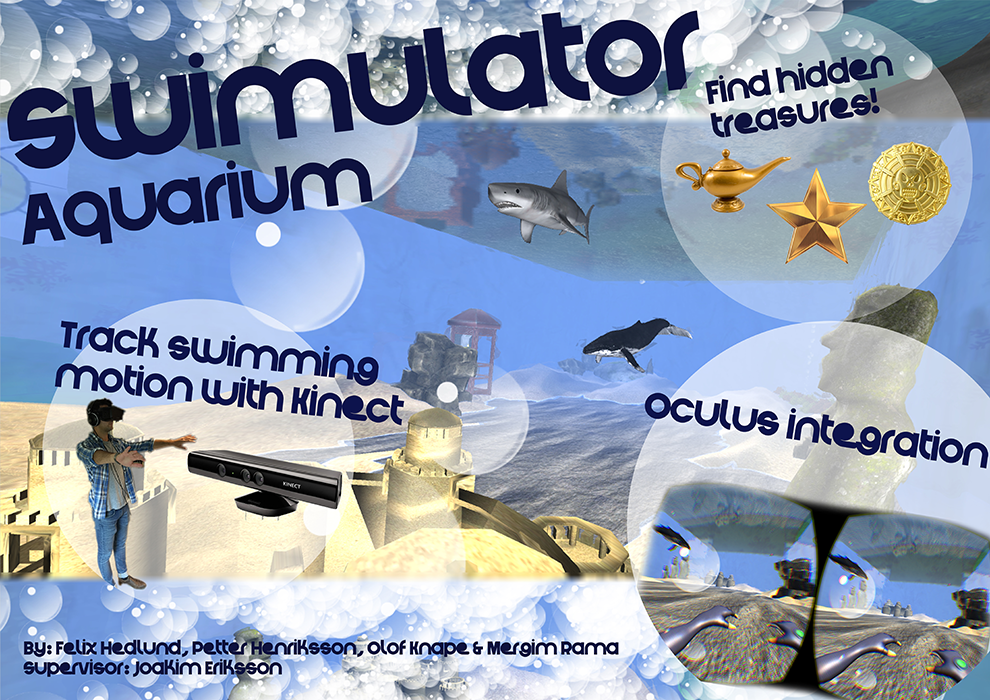 Swimulator
Aquarium
Find hidden
treasures!
Track swimming
motion with Kinect
KINECT
Oculus integration
By: Felix Hedlund, Petter Henriksson, Olof Knape & Mergim Rama
Supervisor: Joakim Eriksson